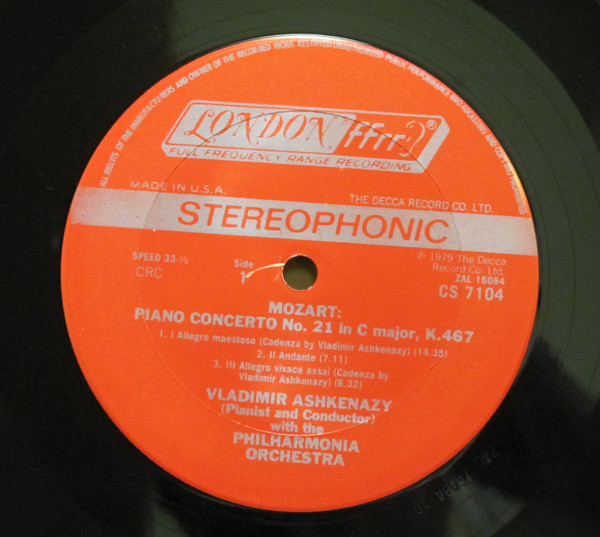 ALL RIGHTS OF THE MANUFACTURERS AND OWNER OF THE RECORDED WORK RESERVED. UNAUTHORISED PUBLIC PERFORMANCE, BROADCASTING AND COPYING
LONDON ffrr ®
FULL FREQUENCY RANGE RECORDING
MADE IN U.S.A.
THE DECCA RECORD CO. LTD.
STEREOPHONIC
SPEED 33-⅓
CRC
Side
1
℗ 1979 The Decca
Record Co. Ltd.
ZAL 16084
CS 7104
MOZART:
PIANO CONCERTO No. 21 in C major, K.467
1. I Allegro maestoso (Cadenza by Vladimir Ashkenazy) (14.35)
2. II Andante (7.11)
3. III Allegro vivace assai (Cadenza by
Vladimir Ashkenazy) (6.32)
VLADIMIR ASHKENAZY
(Pianist and Conductor)
with the
PHILHARMONIA
ORCHESTRA